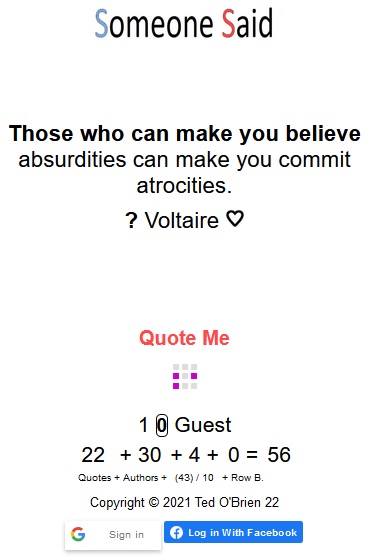 Someone Said
Those who can make you believe
absurdities can make you commit
atrocities.
? Voltaire ♡
Quote Me
1 0 Guest
22 + 30 + 4 + 0 = 56
Quotes + Authors + (43) / 10 + Row B.
Copyright © 2021 Ted O'Brien 22
Sign in
Log in With Facebook